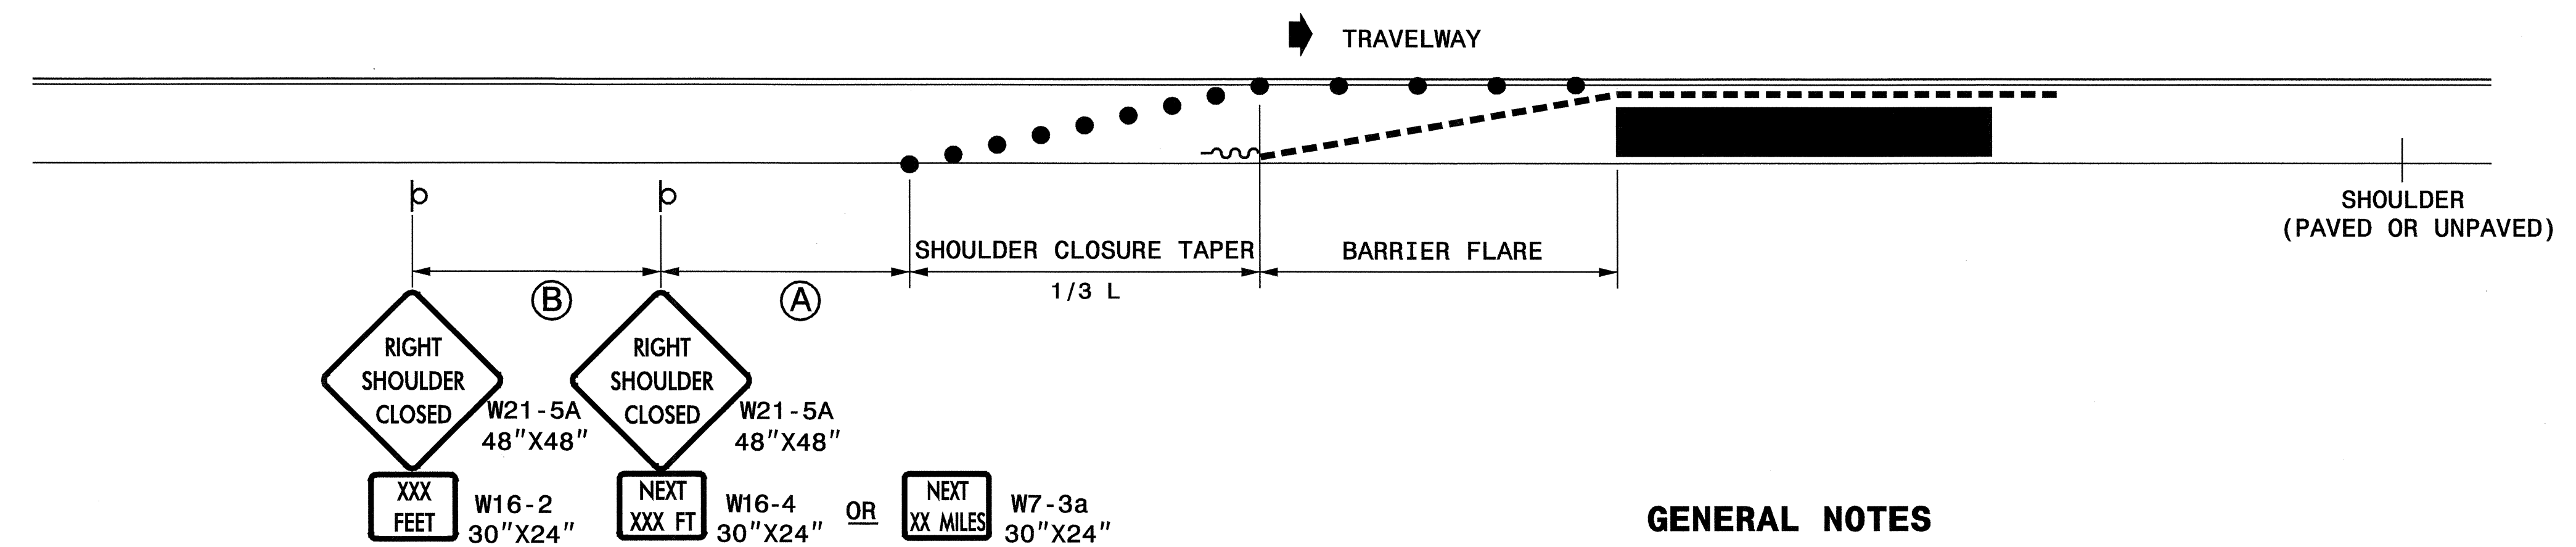 TRAVELWAY
SHOULDER
(PAVED OR UNPAVED)
SHOULDER CLOSURE TAPER
1/3 L
BARRIER FLARE
B
A
RIGHT
SHOULDER
CLOSED
W21-5A
48"X48"
XXX
FEET
W16-2
30"X24"
RIGHT
SHOULDER
CLOSED
W21-5A
48"X48"
NEXT
XXX FT
W16-4
30"X24"
OR
NEXT
XX MILES
W7-3a
30"X24"
GENERAL NOTES